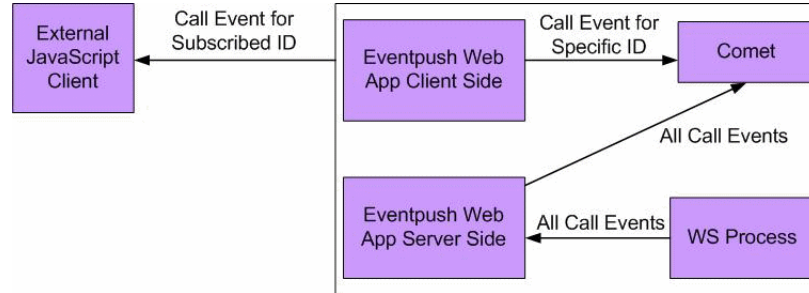 External
JavaScript
Client
Call Event for
Subscribed ID
Eventpush Web
App Client Side
Call Event for
Specific ID
Comet
All Call Events
Eventpush Web
App Server Side
All Call Events
WS Process